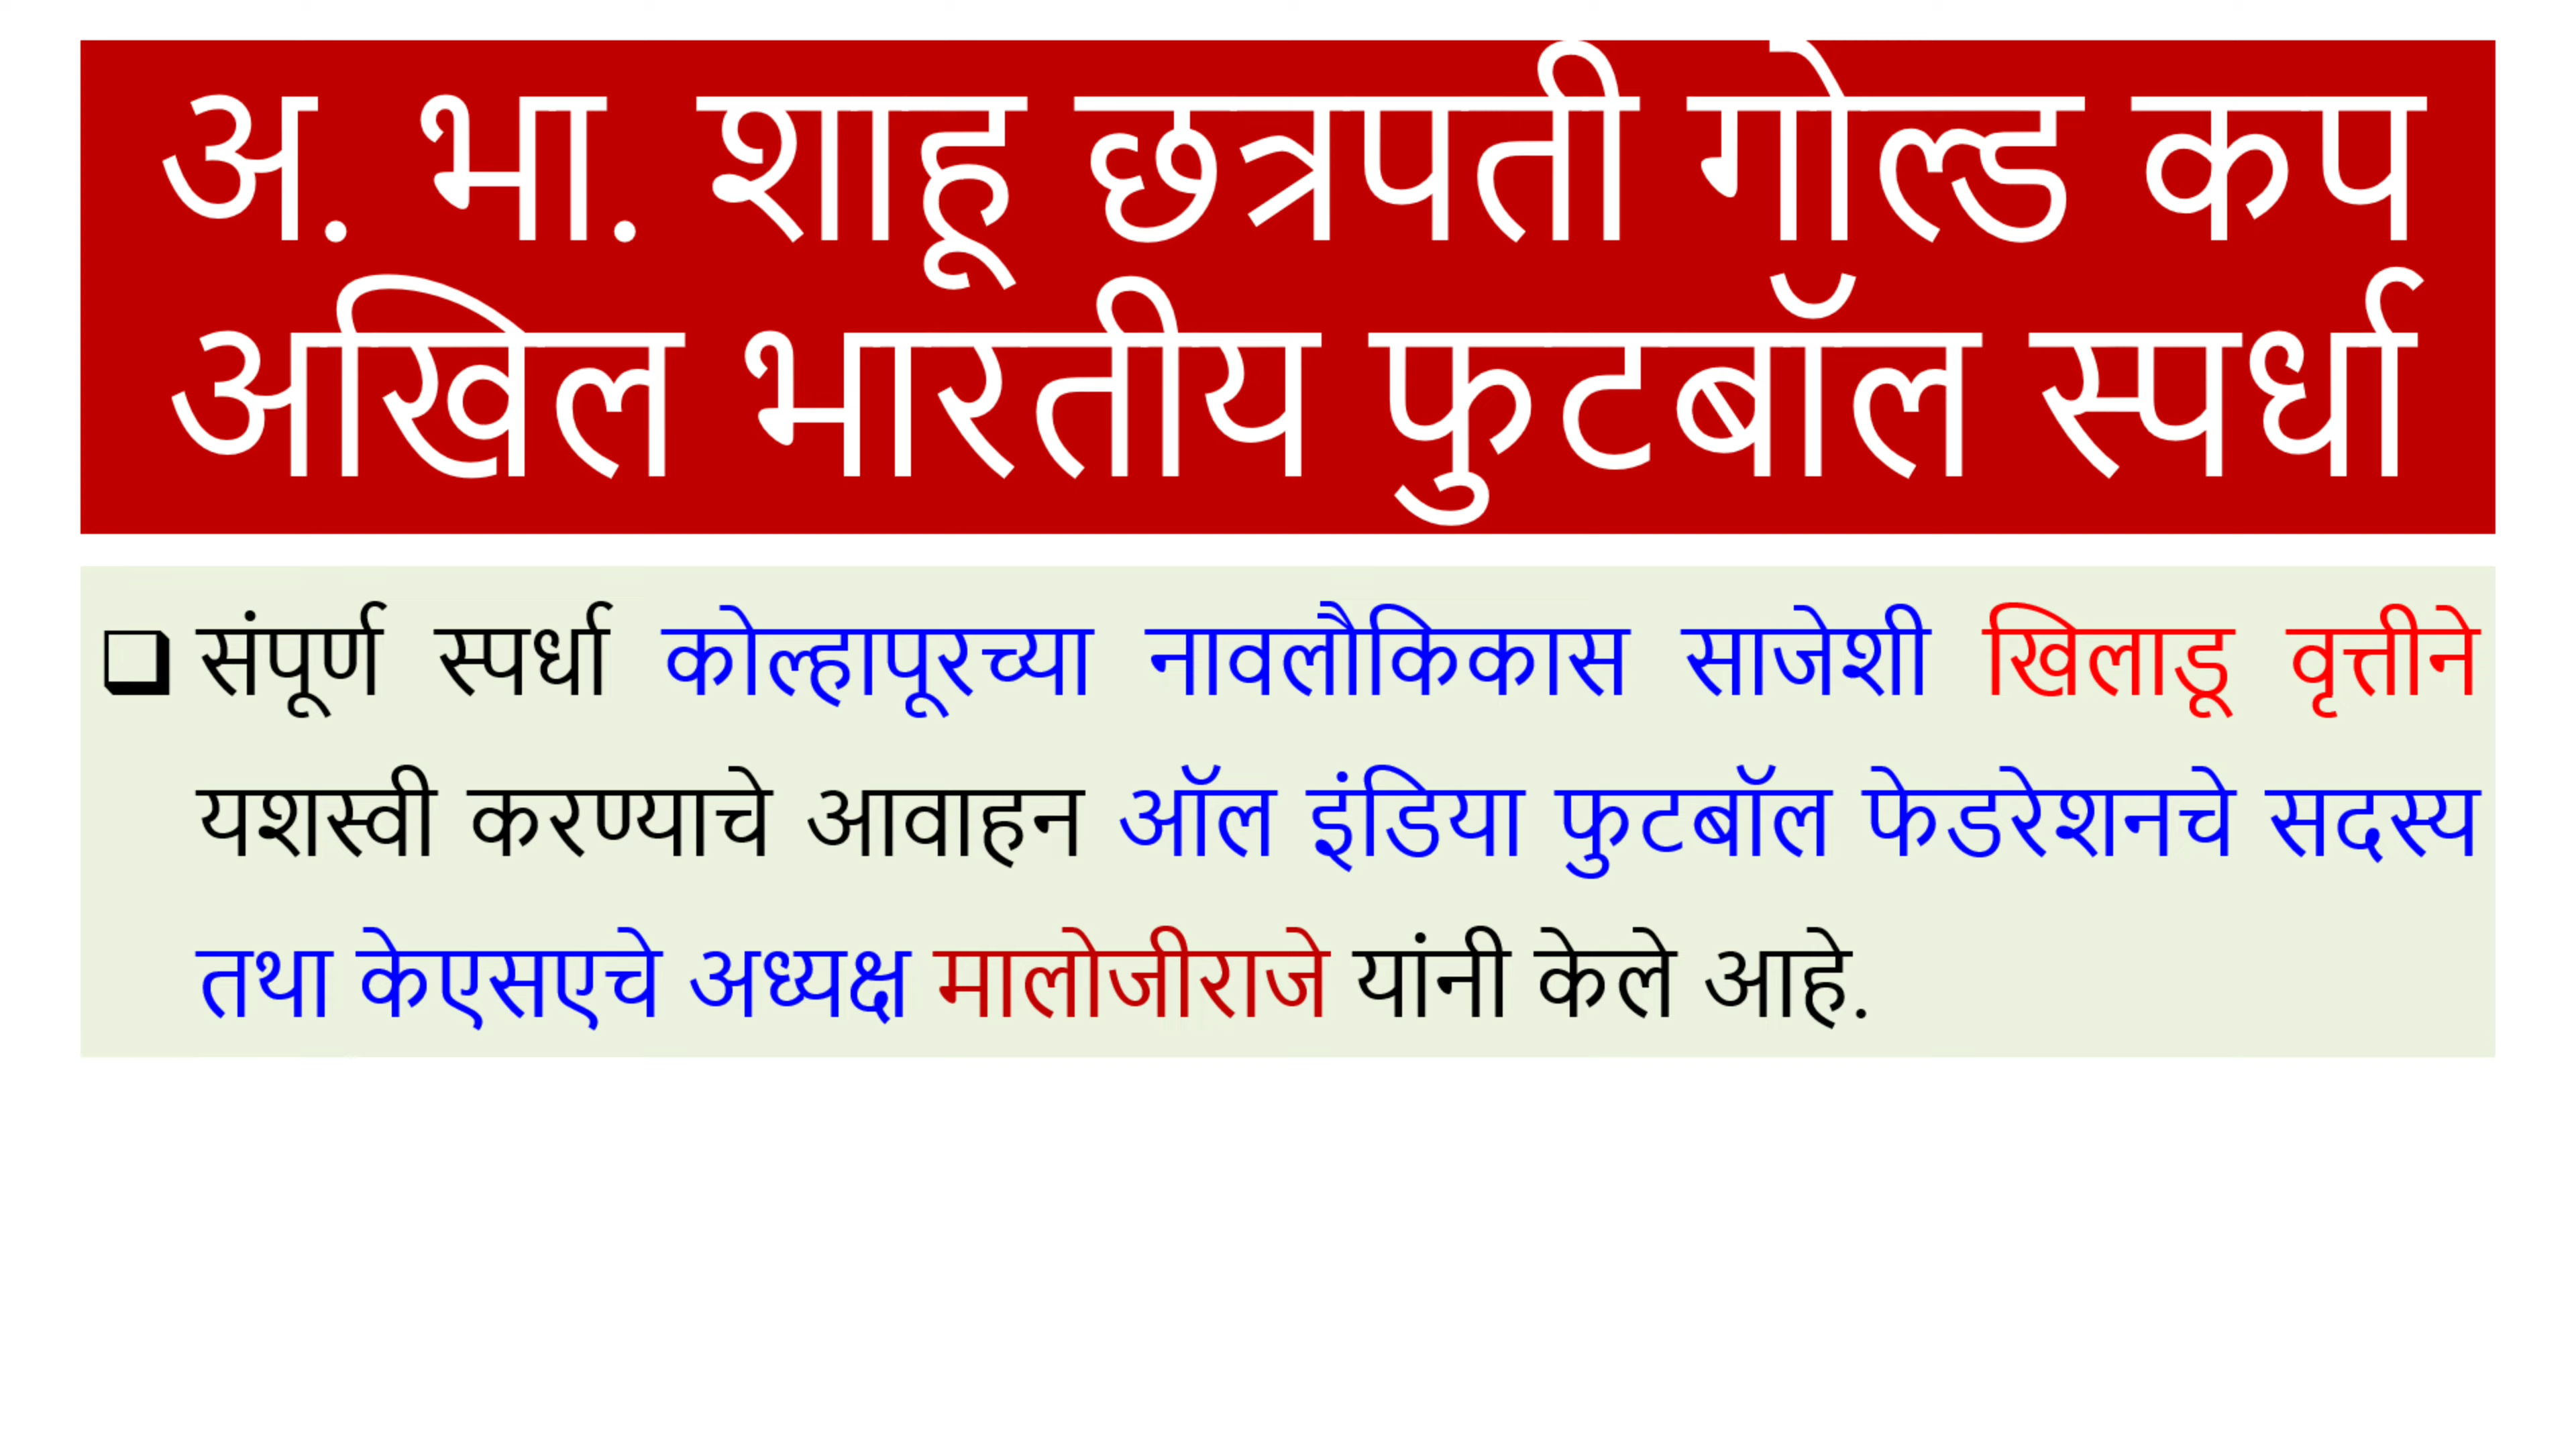 अ. भा. शाहू छत्रपती गोल्ड कप
अखिल भारतीय फुटबॉल स्पर्धा
❑ संपूर्ण स्पर्धा कोल्हापूरच्या नावलौकिकास साजेशी खिलाडू वृत्तीने
यशस्वी करण्याचे आवाहन ऑल इंडिया फुटबॉल फेडरेशनचे सदस्य
तथा केएसएचे अध्यक्ष मालोजीराजे यांनी केले आहे.